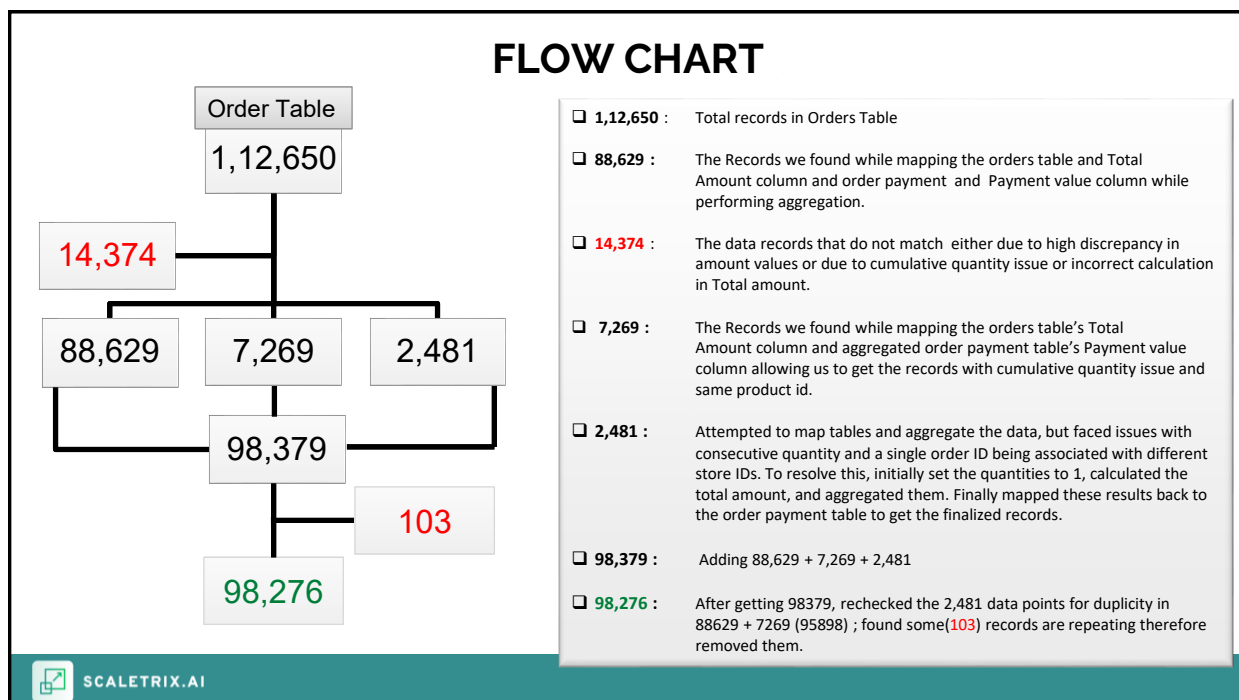 FLOW CHART
Order Table
1,12,650
14,374
88,629
7,269
2,481
98,379
103
98,276
1,12,650 : Total records in Orders Table
88,629 : The Records we found while mapping the orders table and Total
Amount column and order payment and Payment value column while
performing aggregation.
14,374 : The data records that do not match either due to high discrepancy in
amount values or due to cumulative quantity issue or incorrect calculation
in Total amount.
7,269 : The Records we found while mapping the orders table's Total
Amount column and aggregated order payment table's Payment value
column allowing us to get the records with cumulative quantity issue and
same product id.
2,481 : Attempted to map tables and aggregate the data, but faced issues with
consecutive quantity and a single order ID being associated with different
store IDs. To resolve this, initially set the quantities to 1, calculated the
total amount, and aggregated them. Finally mapped these results back to
the order payment table to get the finalized records.
98,379 : Adding 88,629 + 7,269 + 2,481
98,276 : After getting 98379, rechecked the 2,481 data points for duplicity in
88629 + 7269 (95898) ; found some(103) records are repeating therefore
removed them.
SCALETRIX.AI